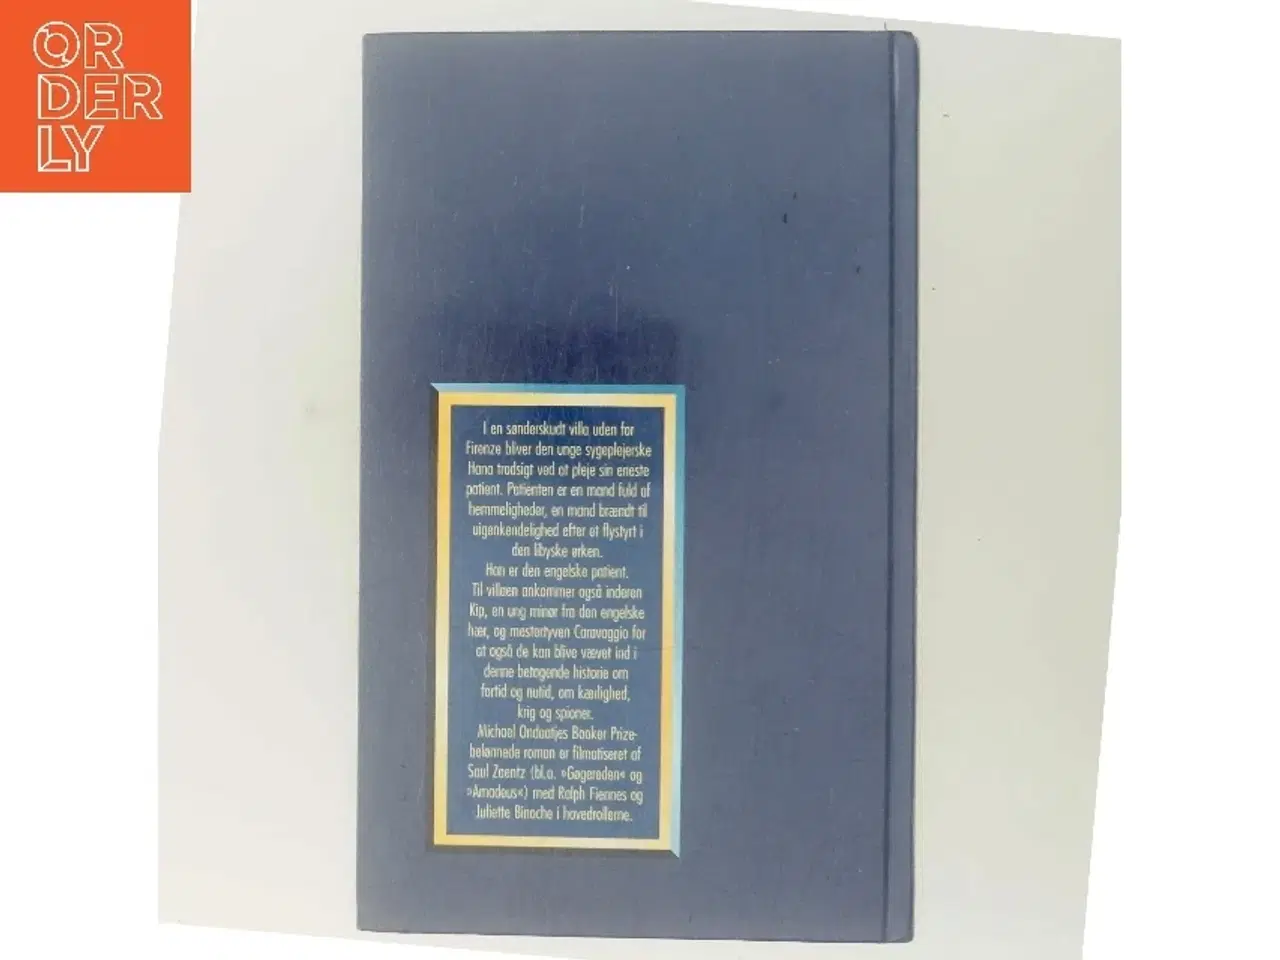 ORDERLY
I en sønderskudt villa uden for
Firenze bliver den unge sygeplejerske
Hana tradsigt ved at pleje sin eneste
patient. Patienten er en mand fuld af
hemmeligheder, en mand brændt til
uigenkendelighed efter et flystyrt i
den libyske ørken.
Han er den engelske patient.
Til villaen ankommer også inderen
Kip, en ung minør fra den engelske
hær, og mestertyven Caravaggio for
at også de kan blive vævet ind i
denne betagende historie om
fortid og nutid, om kærlighed,
krig og spioner.
Michael Ondaatjes Booker Prize-
belønnede roman er filmatiseret af
Saul Zaentz (bl.a. »Gøgereden« og
»Amadeus«) med Ralph Fiennes og
Juliette Binoche i hovedrollerne.